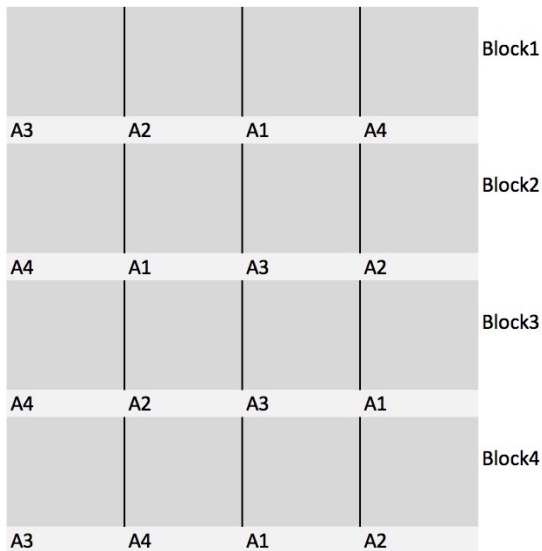 Block1
A3 A2 A1 A4
Block2
A4 A1 A3 A2
Block3
A4 A2 A3 A1
Block4
A3 A4 A1 A2